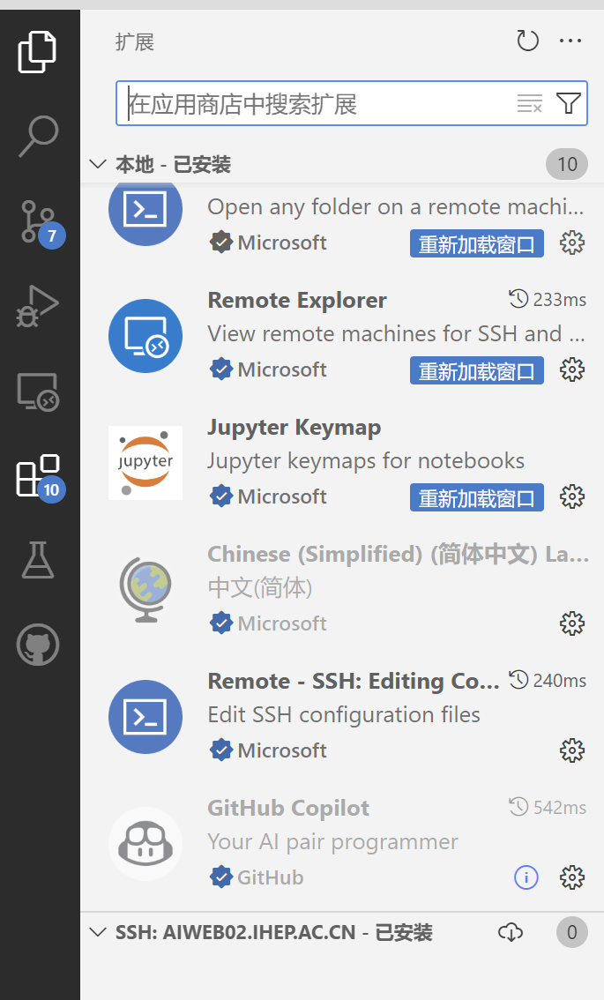 扩展
在应用商店中搜索扩展
本地 - 已安装
10
Open any folder on a remote machi...
Microsoft
重新加载窗口
Remote Explorer
233ms
View remote machines for SSH and ...
Microsoft
重新加载窗口
7
Jupyter Keymap
jupyter
Jupyter keymaps for notebooks
Microsoft
重新加载窗口
10
Chinese (Simplified) (简体中文) La...
中文(简体)
Microsoft
Remote - SSH: Editing Co...
240ms
Edit SSH configuration files
Microsoft
GitHub Copilot
542ms
Your AI pair programmer
GitHub
SSH: AIWEB02.IHEP.AC.CN - 已安装
0